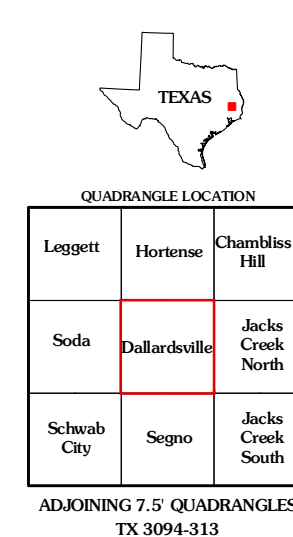 TEXAS
QUADRANGLE LOCATION
Leggett
Hortense
Chambliss
Hill
Soda
Dallardsville
Jacks
Creek
North
Schwab
City
Segno
Jacks
Creek
South
ADJOINING 7.5' QUADRANGLES
TX 3094-313